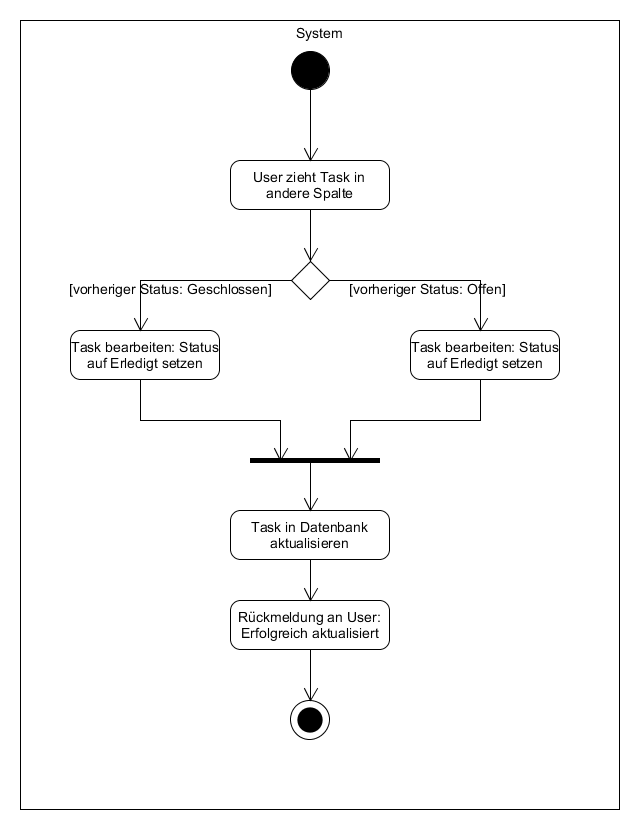 System
User zieht Task in
andere Spalte
[vorheriger Status: Geschlossen]
[vorheriger Status: Offen]
Task bearbeiten: Status
auf Erledigt setzen
Task bearbeiten: Status
auf Erledigt setzen
Task in Datenbank
aktualisieren
Rückmeldung an User:
Erfolgreich aktualisiert